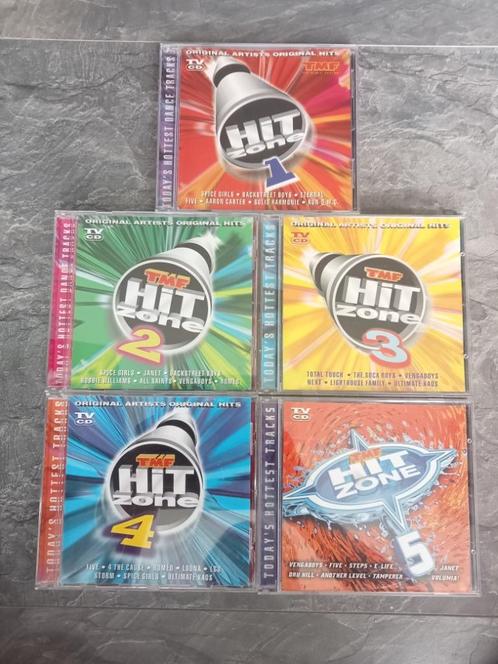 ORIGINAL ARTISTS ORIGINAL HITS
TV CD
TMF
TODAY'S HOTTEST DANCE TRACKS
HiT
zone
1
SPICE GIRLS • BACKSTREET BOYS • ETERNAL
FIVE • AARON CARTER • SOLID HARMONIE • RUN D.M.C.
ORIGINAL ARTISTS ORIGINAL HITS
TV CD
TODAY'S HOTTEST DANCE TRACKS
TMF
HiT
zone
2
SPICE GIRLS • JANET • BACKSTREET BOYS
ROBBIE WILLIAMS • ALL SAINTS • VENGABOYS • ROMEO
ORIGINAL ARTISTS ORIGINAL HITS
TV CD
TODAY'S HOTTEST TRACKS
TMF
HiT
zone
3
TOTAL TOUCH • THE SOCA BOYS • VENGABOYS
NEXT • LIGHTHOUSE FAMILY • ULTIMATE KAOS
ORIGINAL ARTISTS ORIGINAL HITS
TV CD
TODAY'S HOTTEST TRACKS
TMF
HiT
zone
4
FIVE • 4 THE CAUSE • ROMEO • LOONA • LSJ
STORM • SPICE GIRLS • ULTIMATE KAOS
TV CD
TODAY'S HOTTEST TRACKS
TMF
HiT
ZONE
5
VENGABOYS • FIVE • STEPS • E-LIFE
JANET
DRU HILL • ANOTHER LEVEL • TAMPERER
VOLUMIA!